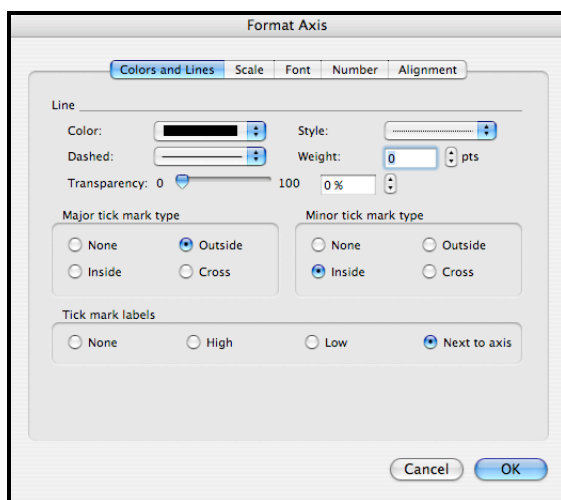 Format Axis
Colors and Lines Scale Font Number Alignment
Line
Color: Style:
Dashed: Weight: 0 pts
Transparency: 0 100 0 %
Major tick mark type Minor tick mark type
None Outside None Outside
Inside Cross Inside Cross
Tick mark labels
None High Low Next to axis
Cancel OK